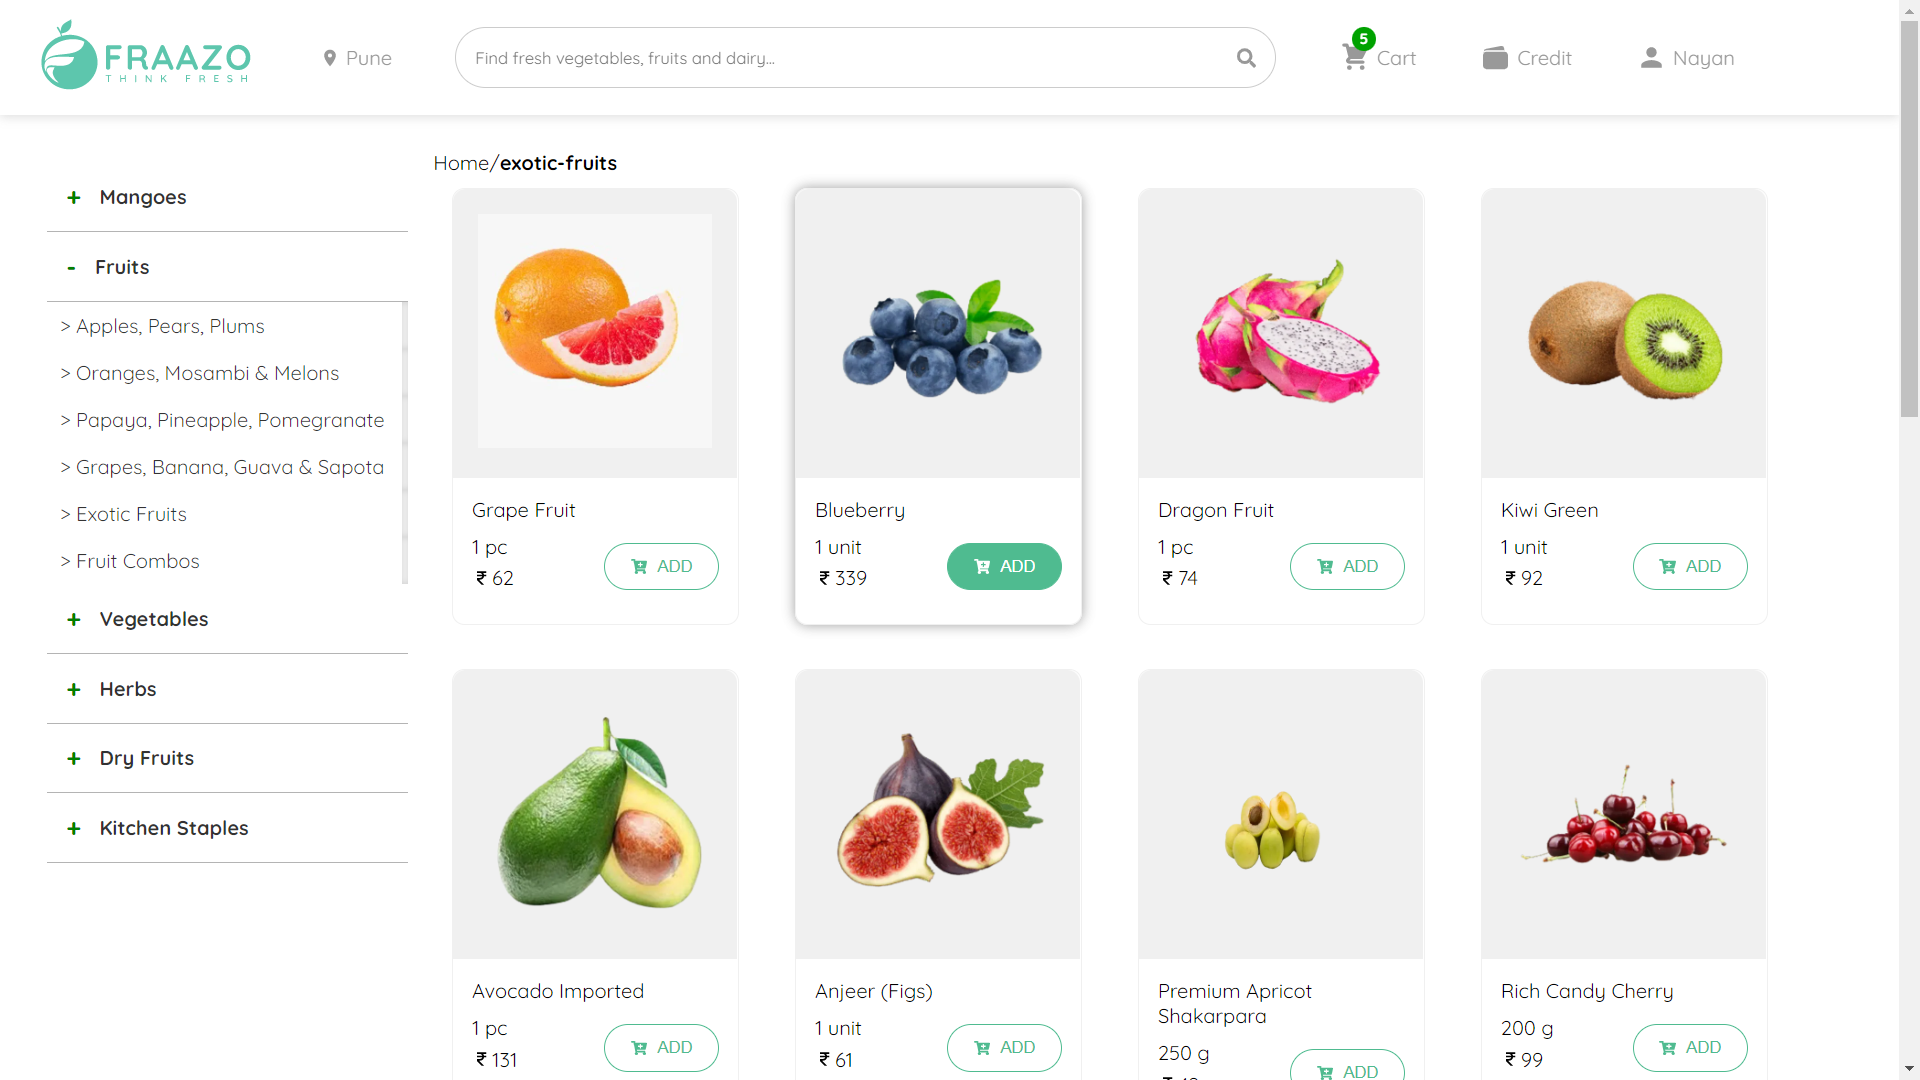 FRAAZO
THINK FRESH
Pune
Find fresh vegetables, fruits and dairy...
5
Cart
Credit
Nayan
Home/exotic-fruits
+ Mangoes
- Fruits
> Apples, Pears, Plums
> Oranges, Mosambi & Melons
> Papaya, Pineapple, Pomegranate
> Grapes, Banana, Guava & Sapota
> Exotic Fruits
> Fruit Combos
+ Vegetables
+ Herbs
+ Dry Fruits
+ Kitchen Staples
Grape Fruit
1 pc
₹ 62
ADD
Blueberry
1 unit
₹ 339
ADD
Dragon Fruit
1 pc
₹ 74
ADD
Kiwi Green
1 unit
₹ 92
ADD
Avocado Imported
1 pc
₹ 131
ADD
Anjeer (Figs)
1 unit
₹ 61
ADD
Premium Apricot
Shakarpara
250 g
ADD
Rich Candy Cherry
200 g
₹ 99
ADD